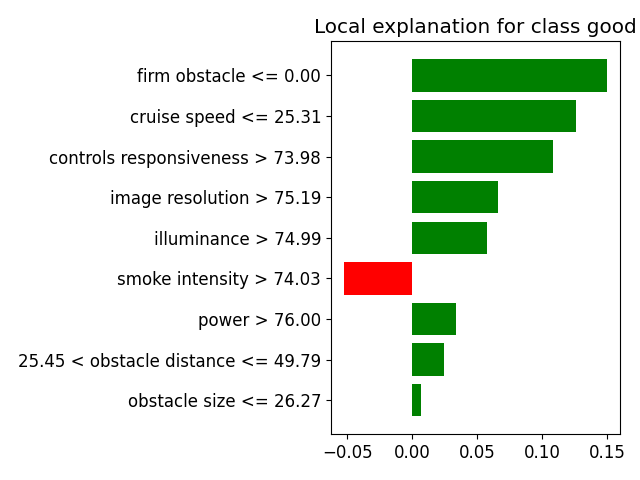 Local explanation for class good
firm obstacle <= 0.00
cruise speed <= 25.31
controls responsiveness > 73.98
image resolution > 75.19
illuminance > 74.99
smoke intensity > 74.03
power > 76.00
25.45 < obstacle distance <= 49.79
obstacle size <= 26.27
−0.05 0.00 0.05 0.10 0.15